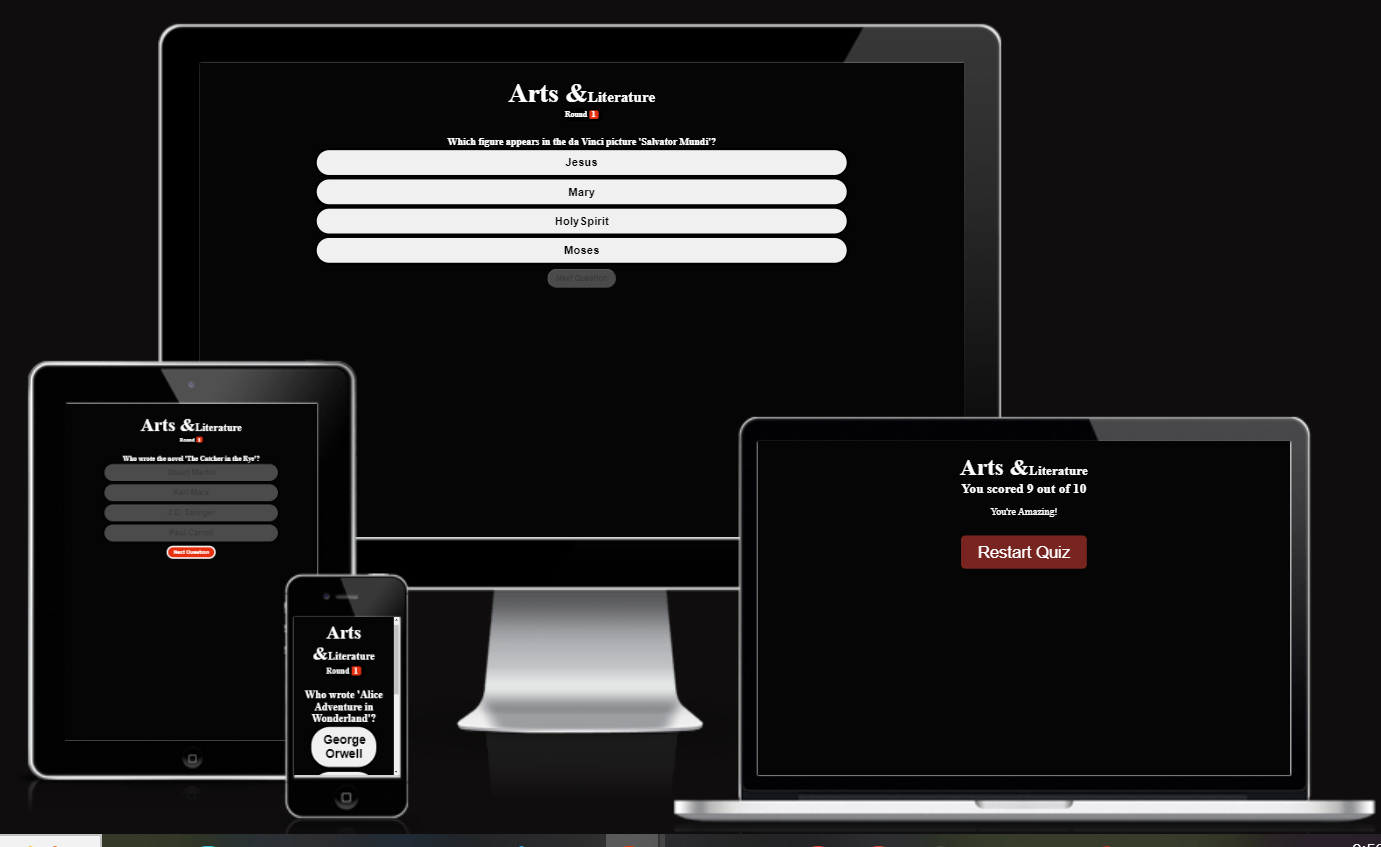 Arts &Literature
Round 1
Which figure appears in the da Vinci picture 'Salvator Mundi'?
Jesus
Mary
Holy Spirit
Moses
Next Question
Arts &Literature
Round 1
Who wrote the novel 'The Catcher in the Rye'?
Karl Marx
J.D. Salinger
Paul Carroll
Next Question
Arts
&Literature
Round 1
Who wrote 'Alice
Adventure in
Wonderland'?
George
Orwell
Arts &Literature
You scored 9 out of 10
You're Amazing!
Restart Quiz